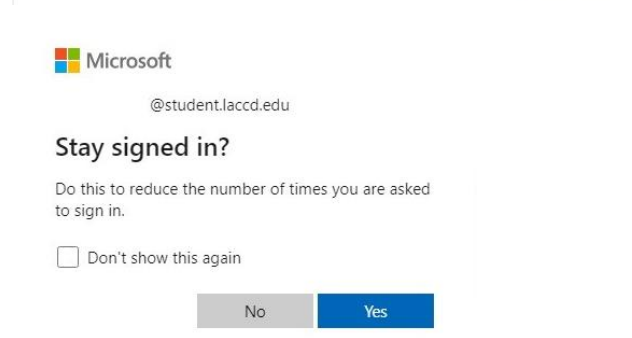 Microsoft
@student.laccd.edu
Stay signed in?
Do this to reduce the number of times you are asked
to sign in.
Don't show this again
No Yes